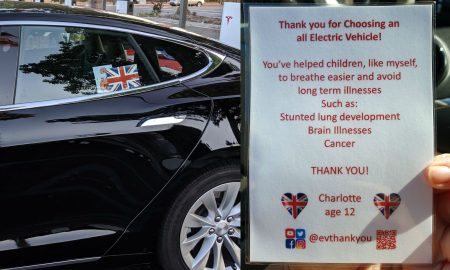 Thank you for Choosing an
all Electric Vehicle!
You've helped children, like myself,
to breathe easier and avoid
long term illnesses
Such as:
Stunted lung development
Brain Illnesses
Cancer
THANK YOU!
Charlotte
age 12
@evthankyou